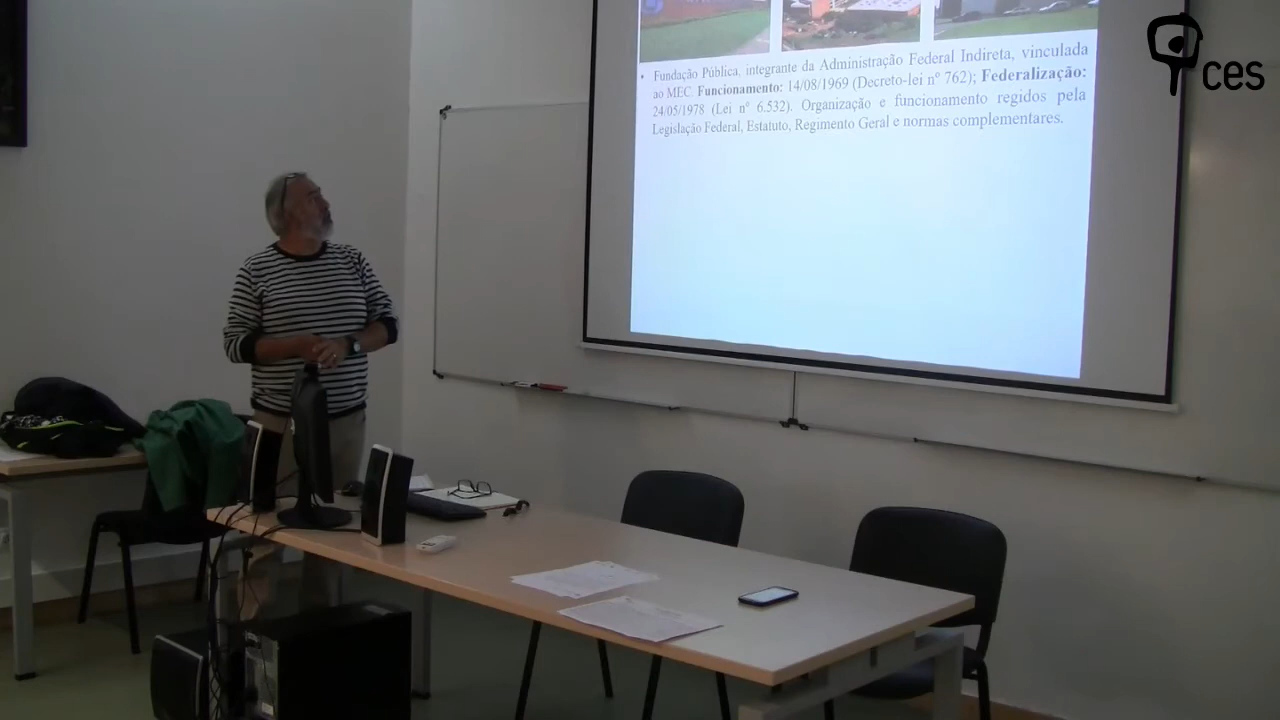 • Fundação Pública, integrante da Administração Federal Indireta, vinculada
ao MEC. Funcionamento: 14/08/1969 (Decreto-lei nº 762); Federalização:
24/05/1978 (Lei nº 6.532). Organização e funcionamento regidos pela
Legislação Federal, Estatuto, Regimento Geral e normas complementares.
ces